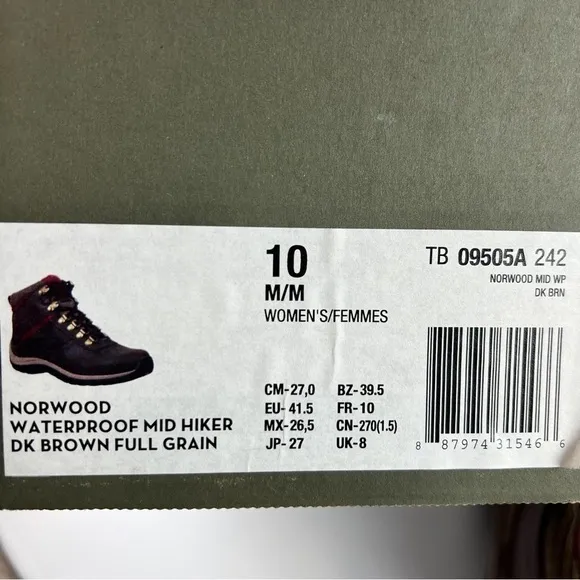 10
M/M
WOMEN'S/FEMMES
TB 09505A 242
NORWOOD MID WP
DK BRN
NORWOOD
WATERPROOF MID HIKER
DK BROWN FULL GRAIN
CM-27,0 BZ-39.5
EU-41.5 FR-10
MX-26,5 CN-270(1.5)
JP-27 UK-8
8 87974 31546 6